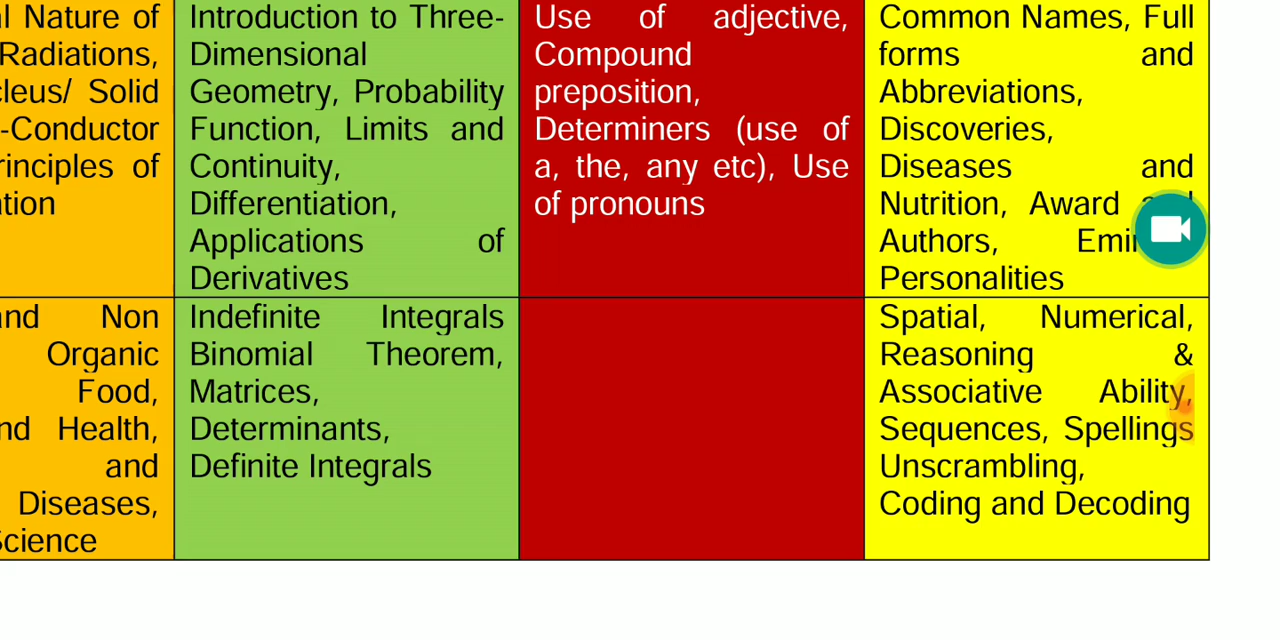 l Nature of
Radiations,
cleus/ Solid
-Conductor
rinciples of
ation
Introduction to Three-
Dimensional
Geometry, Probability
Function, Limits and
Continuity,
Differentiation,
Applications of
Derivatives
Use of adjective,
Compound
preposition,
Determiners (use of
a, the, any etc), Use
of pronouns
Common Names, Full
forms and
Abbreviations,
Discoveries,
Diseases and
Nutrition, Award
Authors,
Personalities
and Non
Organic
Food,
nd Health,
and
Diseases,
Science
Indefinite Integrals
Binomial Theorem,
Matrices,
Determinants,
Definite Integrals
Spatial, Numerical,
Reasoning &
Associative Ability,
Sequences, Spellings
Unscrambling,
Coding and Decoding